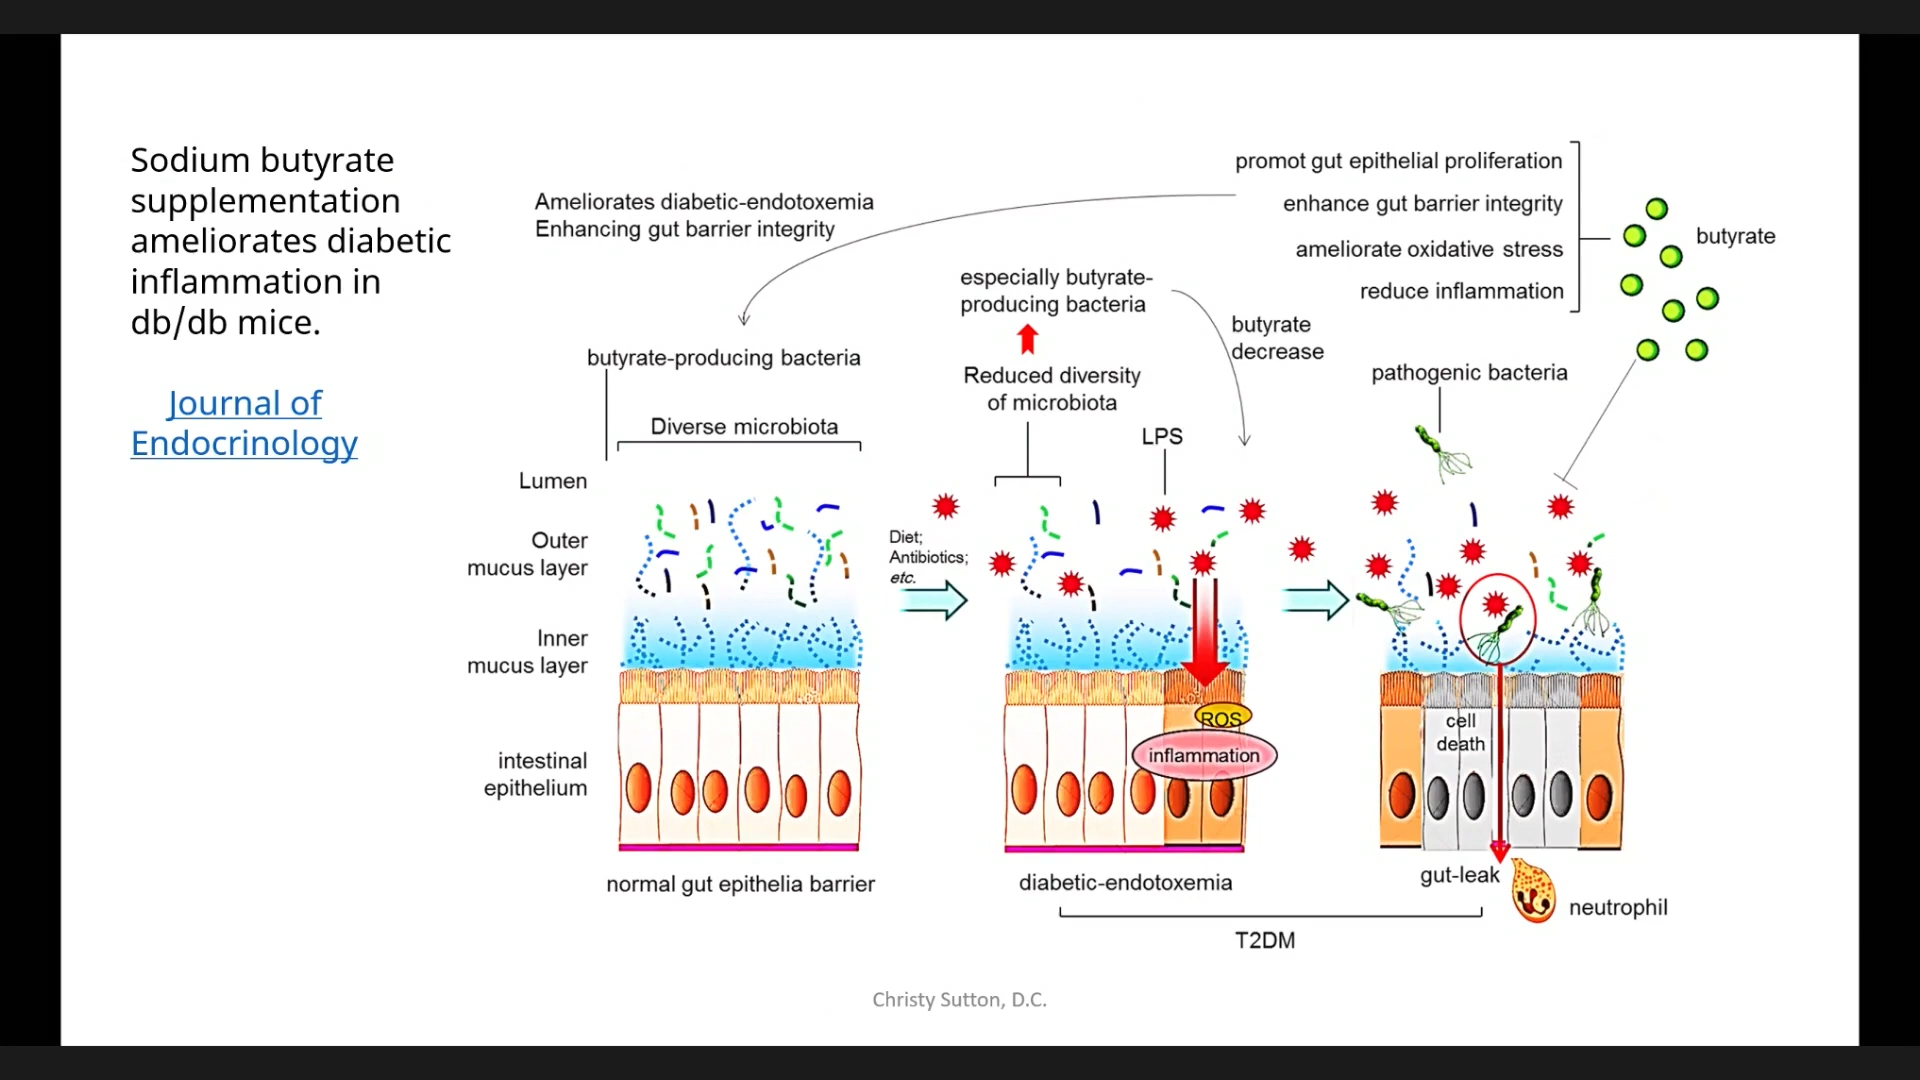 Sodium butyrate
supplementation
ameliorates diabetic
inflammation in
db/db mice.
Journal of
Endocrinology
Ameliorates diabetic-endotoxemia
Enhancing gut barrier integrity
promot gut epithelial proliferation
enhance gut barrier integrity
ameliorate oxidative stress
reduce inflammation
butyrate
especially butyrate-
producing bacteria
butyrate
decrease
butyrate-producing bacteria
Reduced diversity
of microbiota
pathogenic bacteria
Diverse microbiota
LPS
Lumen
Outer
mucus layer
Diet;
Antibiotics;
etc.
Inner
mucus layer
intestinal
epithelium
ROS
inflammation
cell
death
normal gut epithelia barrier
diabetic-endotoxemia
gut-leak
neutrophil
T2DM
Christy Sutton, D.C.